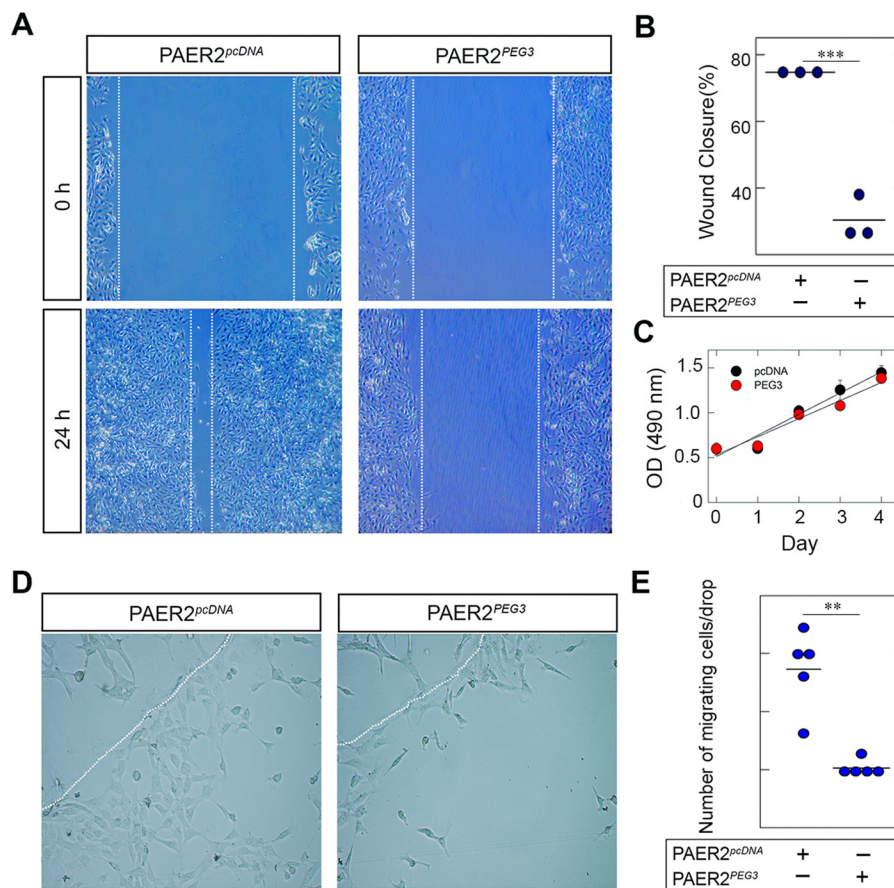 A
PAER2pcDNA
PAER2PEG3
0 h
24 h
B
Wound Closure(%)
80
60
40
***
PAER2pcDNA + −
PAER2PEG3 − +
C
OD (490 nm)
1.5
1.0
0.5
0
pcDNA
PEG3
0 1 2 3 4
Day
D
PAER2pcDNA
PAER2PEG3
E
Number of migrating cells/drop
**
PAER2pcDNA + −
PAER2PEG3 − +